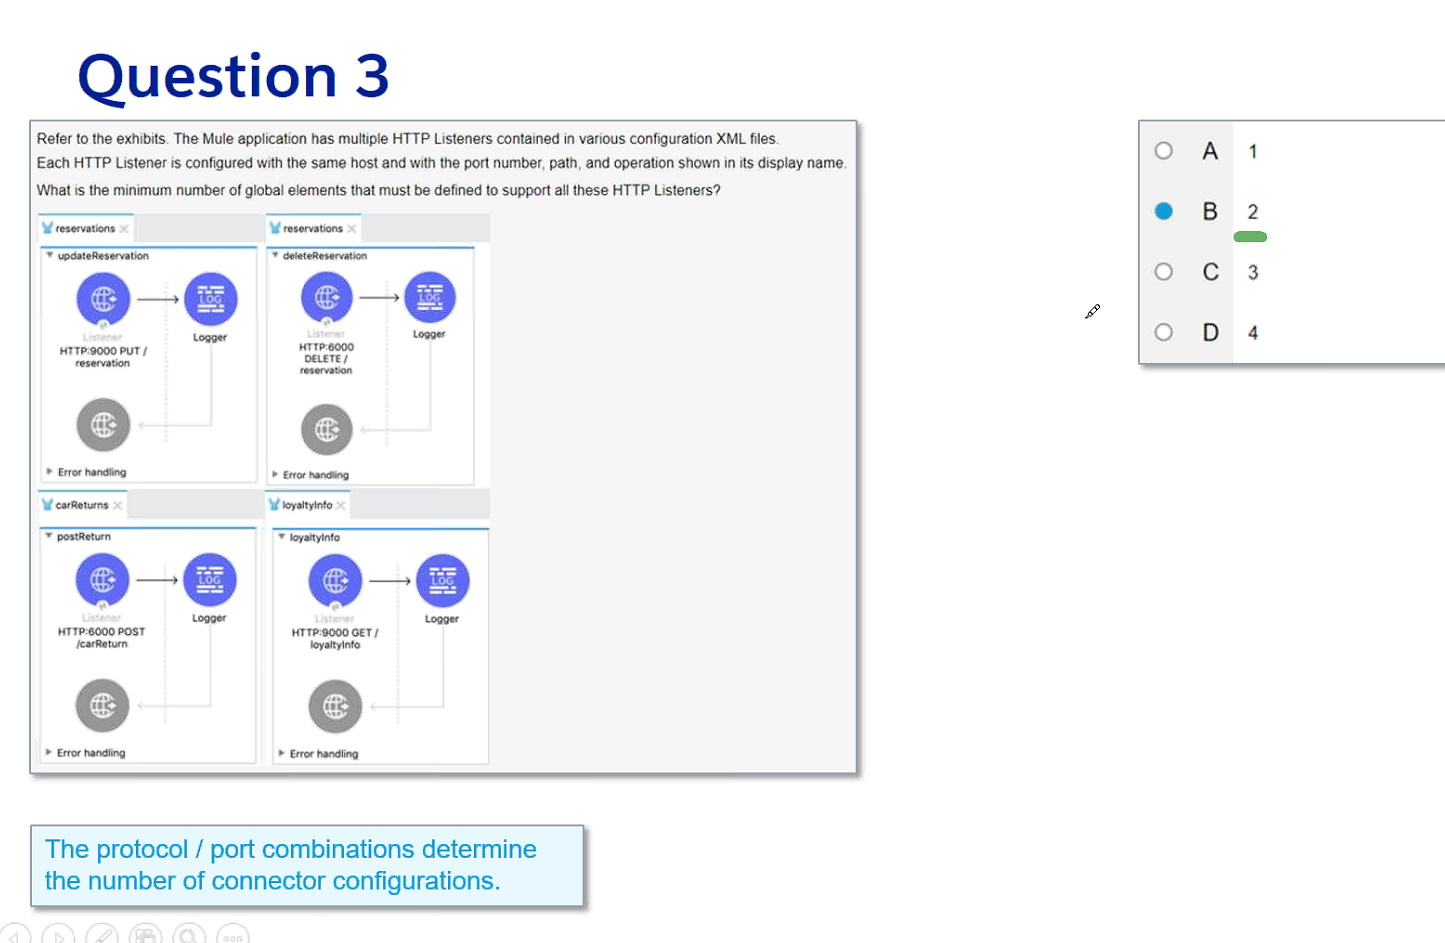 Question 3
Refer to the exhibits. The Mule application has multiple HTTP Listeners contained in various configuration XML files.
Each HTTP Listener is configured with the same host and with the port number, path, and operation shown in its display name.
What is the minimum number of global elements that must be defined to support all these HTTP Listeners?
reservations
updateReservation
LOG
Listener
Logger
HTTP:9000 PUT /
reservation
Error handling
reservations
deleteReservation
LOG
Listener
Logger
HTTP:6000
DELETE /
reservation
Error handling
carReturns
postReturn
LOG
Listener
Logger
HTTP:6000 POST
/carReturn
Error handling
loyaltyInfo
loyaltyInfo
LOG
Listener
Logger
HTTP:9000 GET /
loyaltyInfo
Error handling
A 1
B 2
C 3
D 4
The protocol / port combinations determine
the number of connector configurations.